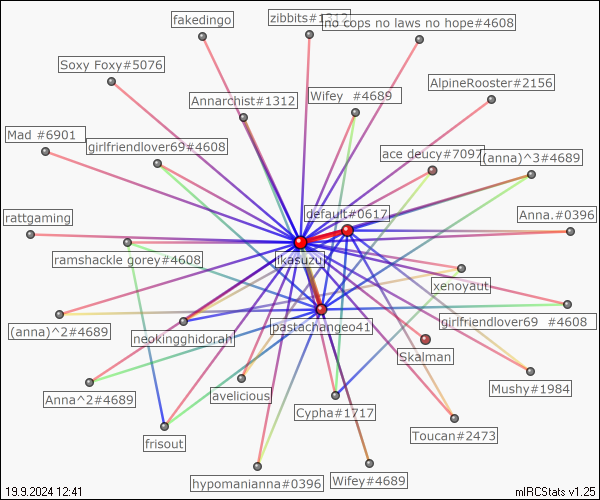 fakedingo
zibbits#1312
no cops no laws no hope#4608
Soxy Foxy#5076
AlpineRooster#2156
Annarchist#1312
Wifey  #4689
Mad #6901
girlfriendlover69#4608
ace deucy#7097
(anna)^3#4689
rattgaming
default#0617
Anna.#0396
ramshackle gorey#4608
ikasuzu
xenoyaut
(anna)^2#4689
neokingghidorah
pastachangeo41
girlfriendlover69  #4608
Skalman
Anna^2#4689
avelicious
Mushy#1984
Cypha#1717
frisout
Toucan#2473
hypomanianna#0396
Wifey#4689
19.9.2024 12:41
mIRCStats v1.25